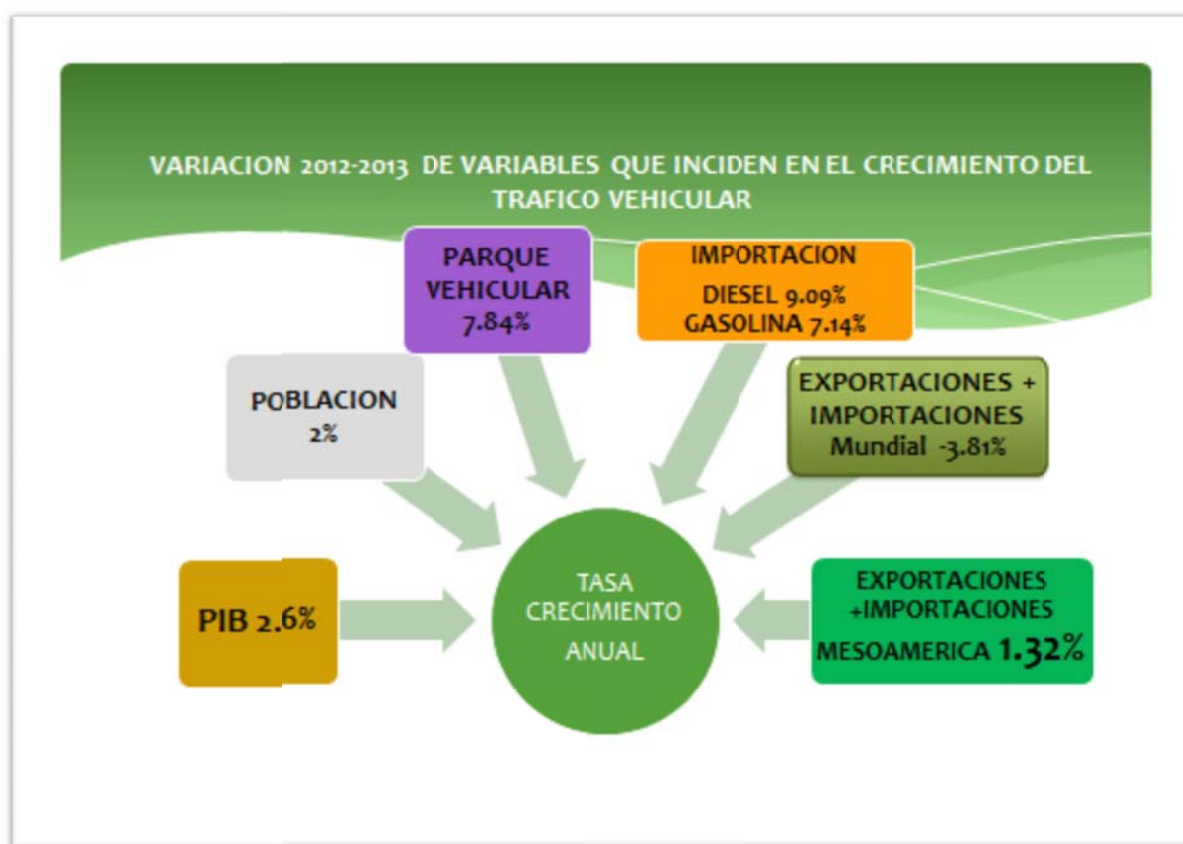 VARIACION 2012-2013 DE VARIABLES QUE INCIDEN EN EL CRECIMIENTO DEL
TRAFICO VEHICULAR
PARQUE
VEHICULAR
7.84%
IMPORTACION
DIESEL 9.09%
GASOLINA 7.14%
POBLACION
2%
EXPORTACIONES +
IMPORTACIONES
Mundial -3.81%
PIB 2.6%
TASA
CRECIMIENTO
ANUAL
EXPORTACIONES
+IMPORTACIONES
MESOAMERICA 1.32%